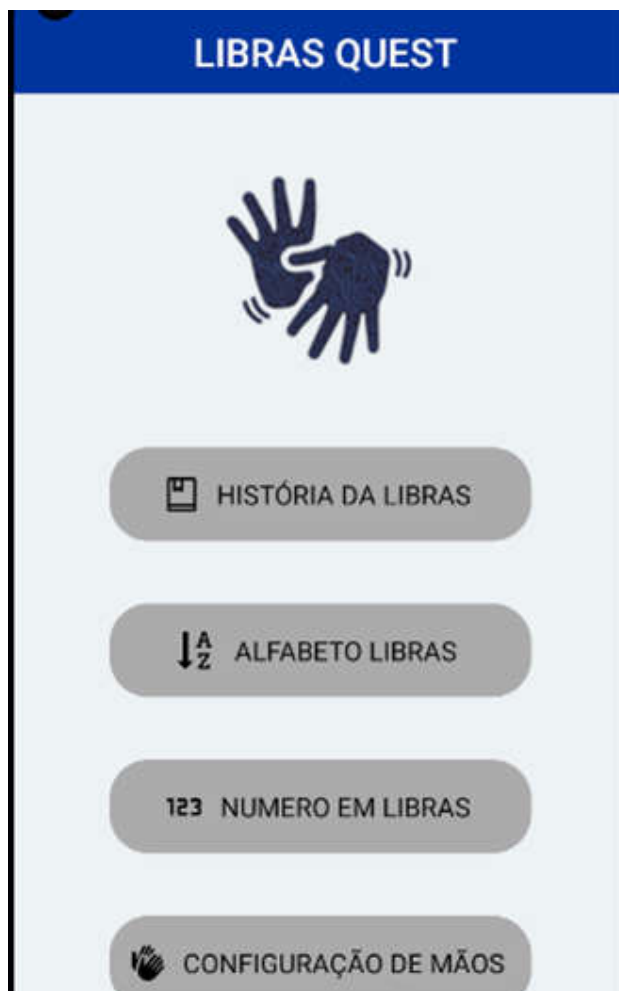 LIBRAS QUEST
HISTÓRIA DA LIBRAS
A
Z
ALFABETO LIBRAS
123 NUMERO EM LIBRAS
CONFIGURAÇÃO DE MÃOS